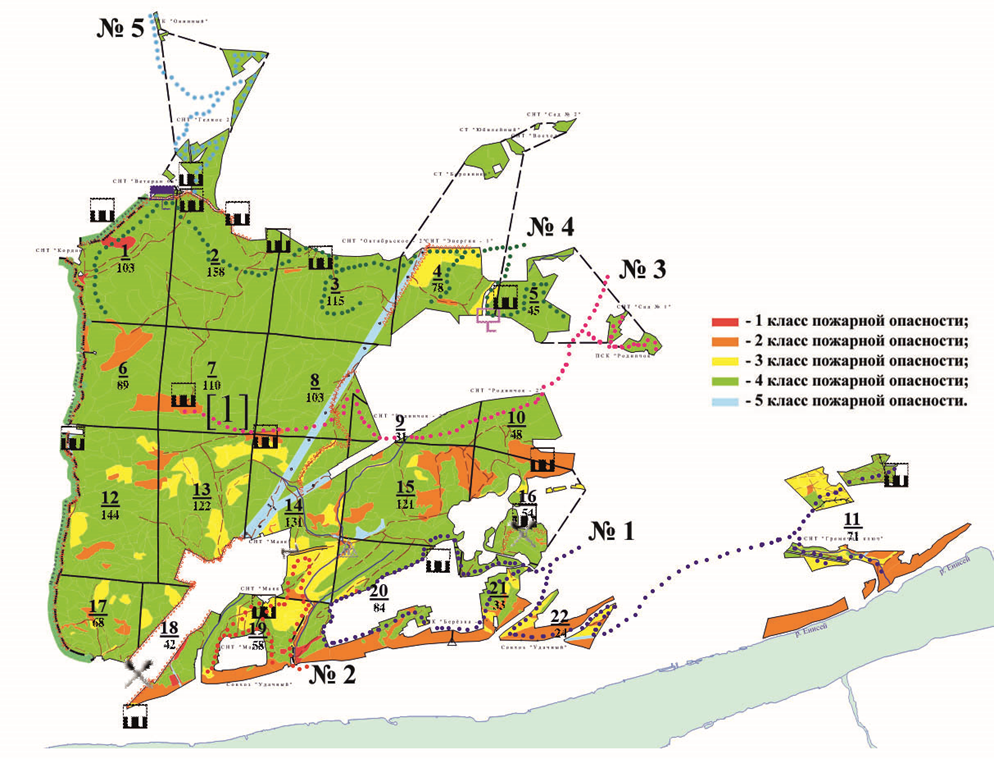 № 5
СНТ "Гелиос 2"
СНТ "Сад № 2"
СТ "Юбилейный"
№ 4
СНТ "Октябрьское - 2"
СНТ "Энергия - 1"
№ 3
1
103
2
158
3
115
4
78
5
45
СНТ "Сад № 1"
ПСК "Родничок"
- 1 класс пожарной опасности;
- 2 класс пожарной опасности;
- 3 класс пожарной опасности;
- 4 класс пожарной опасности;
- 5 класс пожарной опасности.
6
89
7
110
[1]
8
103
СНТ "Родничок - 2"
9
31
10
48
12
144
13
122
14
131
15
121
16
54
11
71
№ 1
р. Енисей
р. Енисей
17
68
18
42
19
58
20
84
21
33
22
24
Совхоз "Удачный"
Совхоз "Удачный"
№ 2